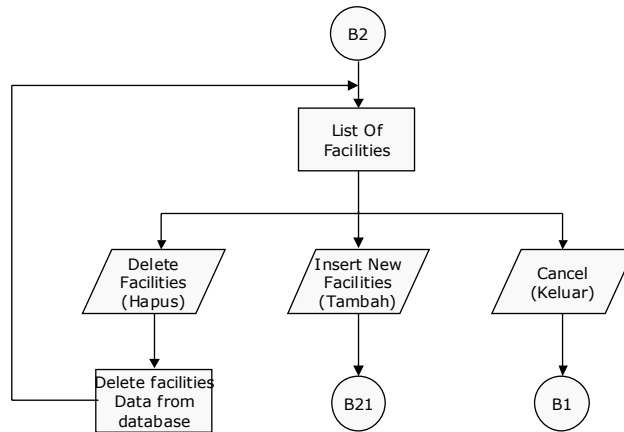 B2
List Of
Facilities
Delete
Facilities
(Hapus)
Insert New
Facilities
(Tambah)
Cancel
(Keluar)
Delete facilities
Data from
database
B21
B1